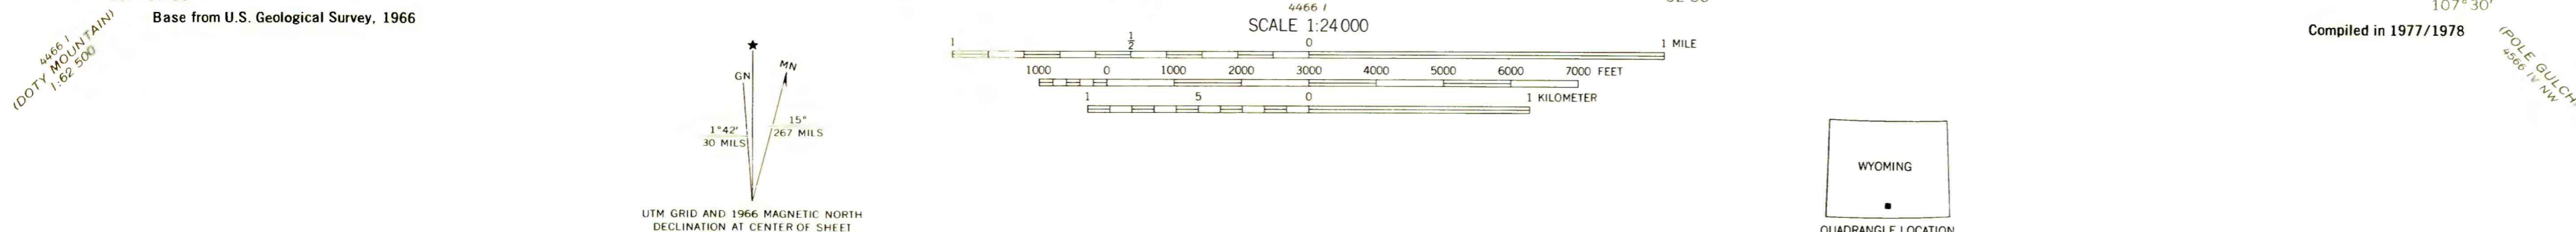 4466 I
(DOTY MOUNTAIN)
1:62 500
Base from U.S. Geological Survey, 1966
4466 I
SCALE 1:24 000
1 ½ 0 1 MILE
1000 0 1000 2000 3000 4000 5000 6000 7000 FEET
1 5 0 1 KILOMETER
GN
MN
1°42'
30 MILS
15°
267 MILS
UTM GRID AND 1966 MAGNETIC NORTH
DECLINATION AT CENTER OF SHEET
107°30'
Compiled in 1977/1978
(POLE GULCH)
4566 IV NW
WYOMING
QUADRANGLE LOCATION